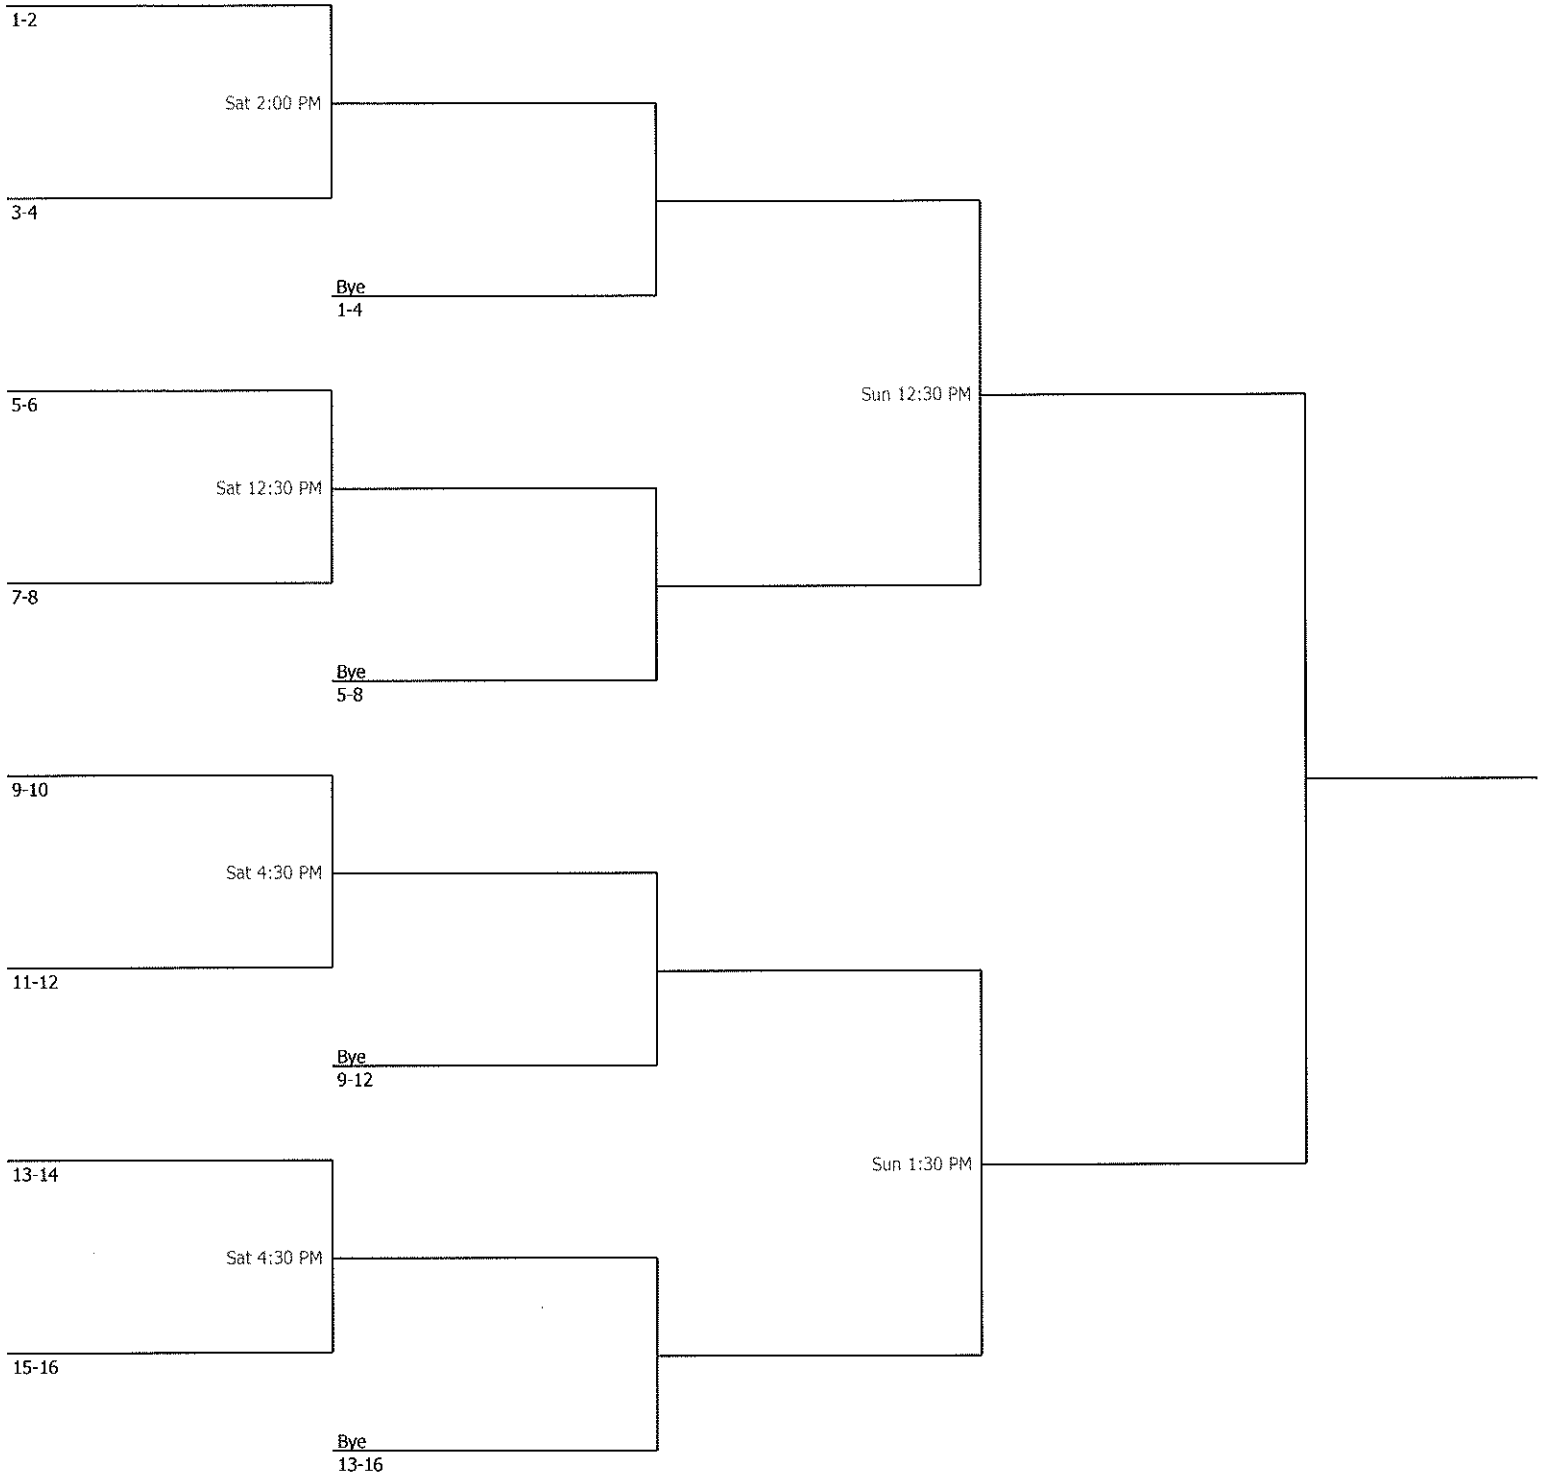 1-2
Sat 2:00 PM
3-4
Bye
1-4
5-6
Sun 12:30 PM
Sat 12:30 PM
7-8
Bye
5-8
9-10
Sat 4:30 PM
11-12
Bye
9-12
13-14
Sun 1:30 PM
Sat 4:30 PM
15-16
Bye
13-16